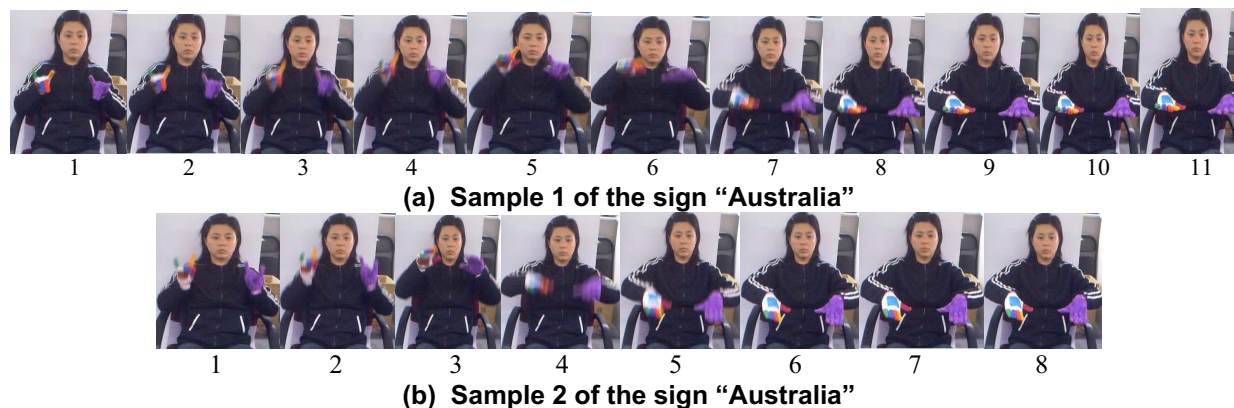 1 2 3 4 5 6 7 8 9 10 11
(a) Sample 1 of the sign “Australia”
1 2 3 4 5 6 7 8
(b) Sample 2 of the sign “Australia”